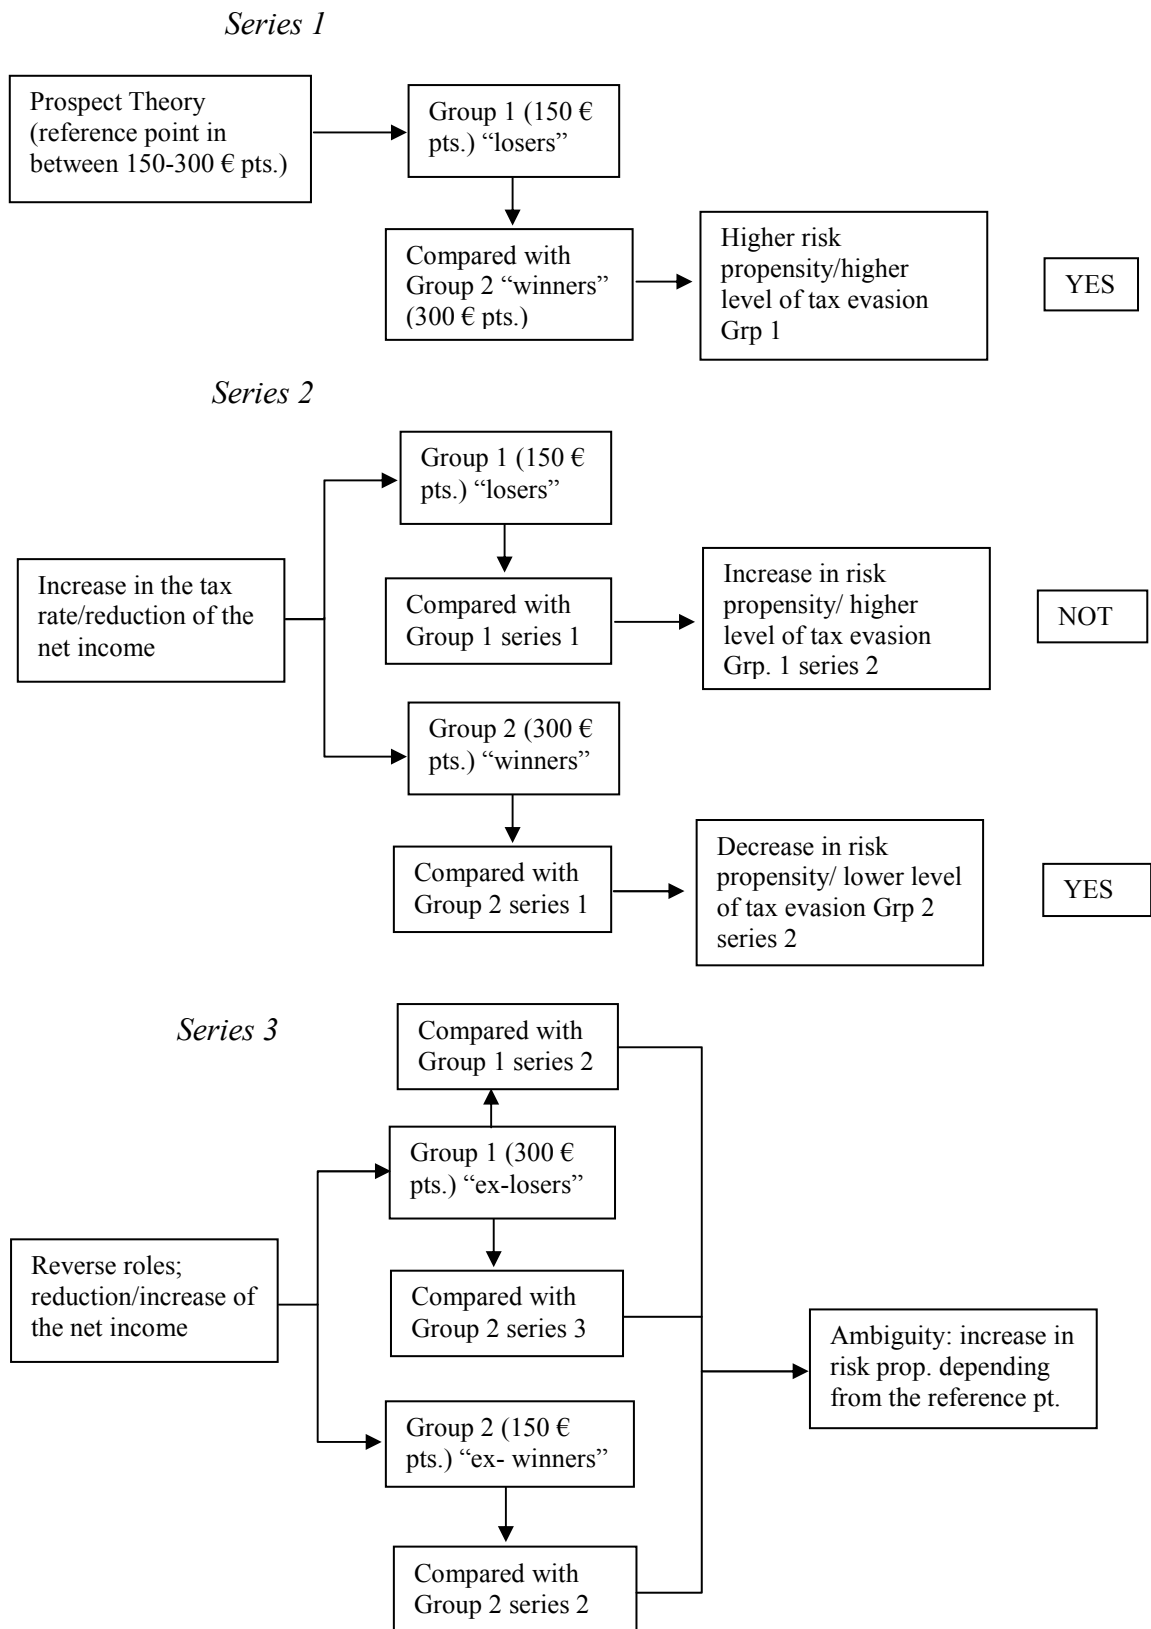 Series 1
Prospect Theory
(reference point in
between 150-300 € pts.)
Group 1 (150 €
pts.) “losers”
Compared with
Group 2 “winners”
(300 € pts.)
Higher risk
propensity/higher
level of tax evasion
Grp 1
YES
Series 2
Group 1 (150 €
pts.) “losers”
Increase in the tax
rate/reduction of the
net income
Compared with
Group 1 series 1
Increase in risk
propensity/ higher
level of tax evasion
Grp. 1 series 2
NOT
Group 2 (300 €
pts.) “winners”
Compared with
Group 2 series 1
Decrease in risk
propensity/ lower level
of tax evasion Grp 2
series 2
YES
Series 3
Compared with
Group 1 series 2
Group 1 (300 €
pts.) “ex-losers”
Reverse roles;
reduction/increase of
the net income
Compared with
Group 2 series 3
Ambiguity: increase in
risk prop. depending
from the reference pt.
Group 2 (150 €
pts.) “ex- winners”
Compared with
Group 2 series 2